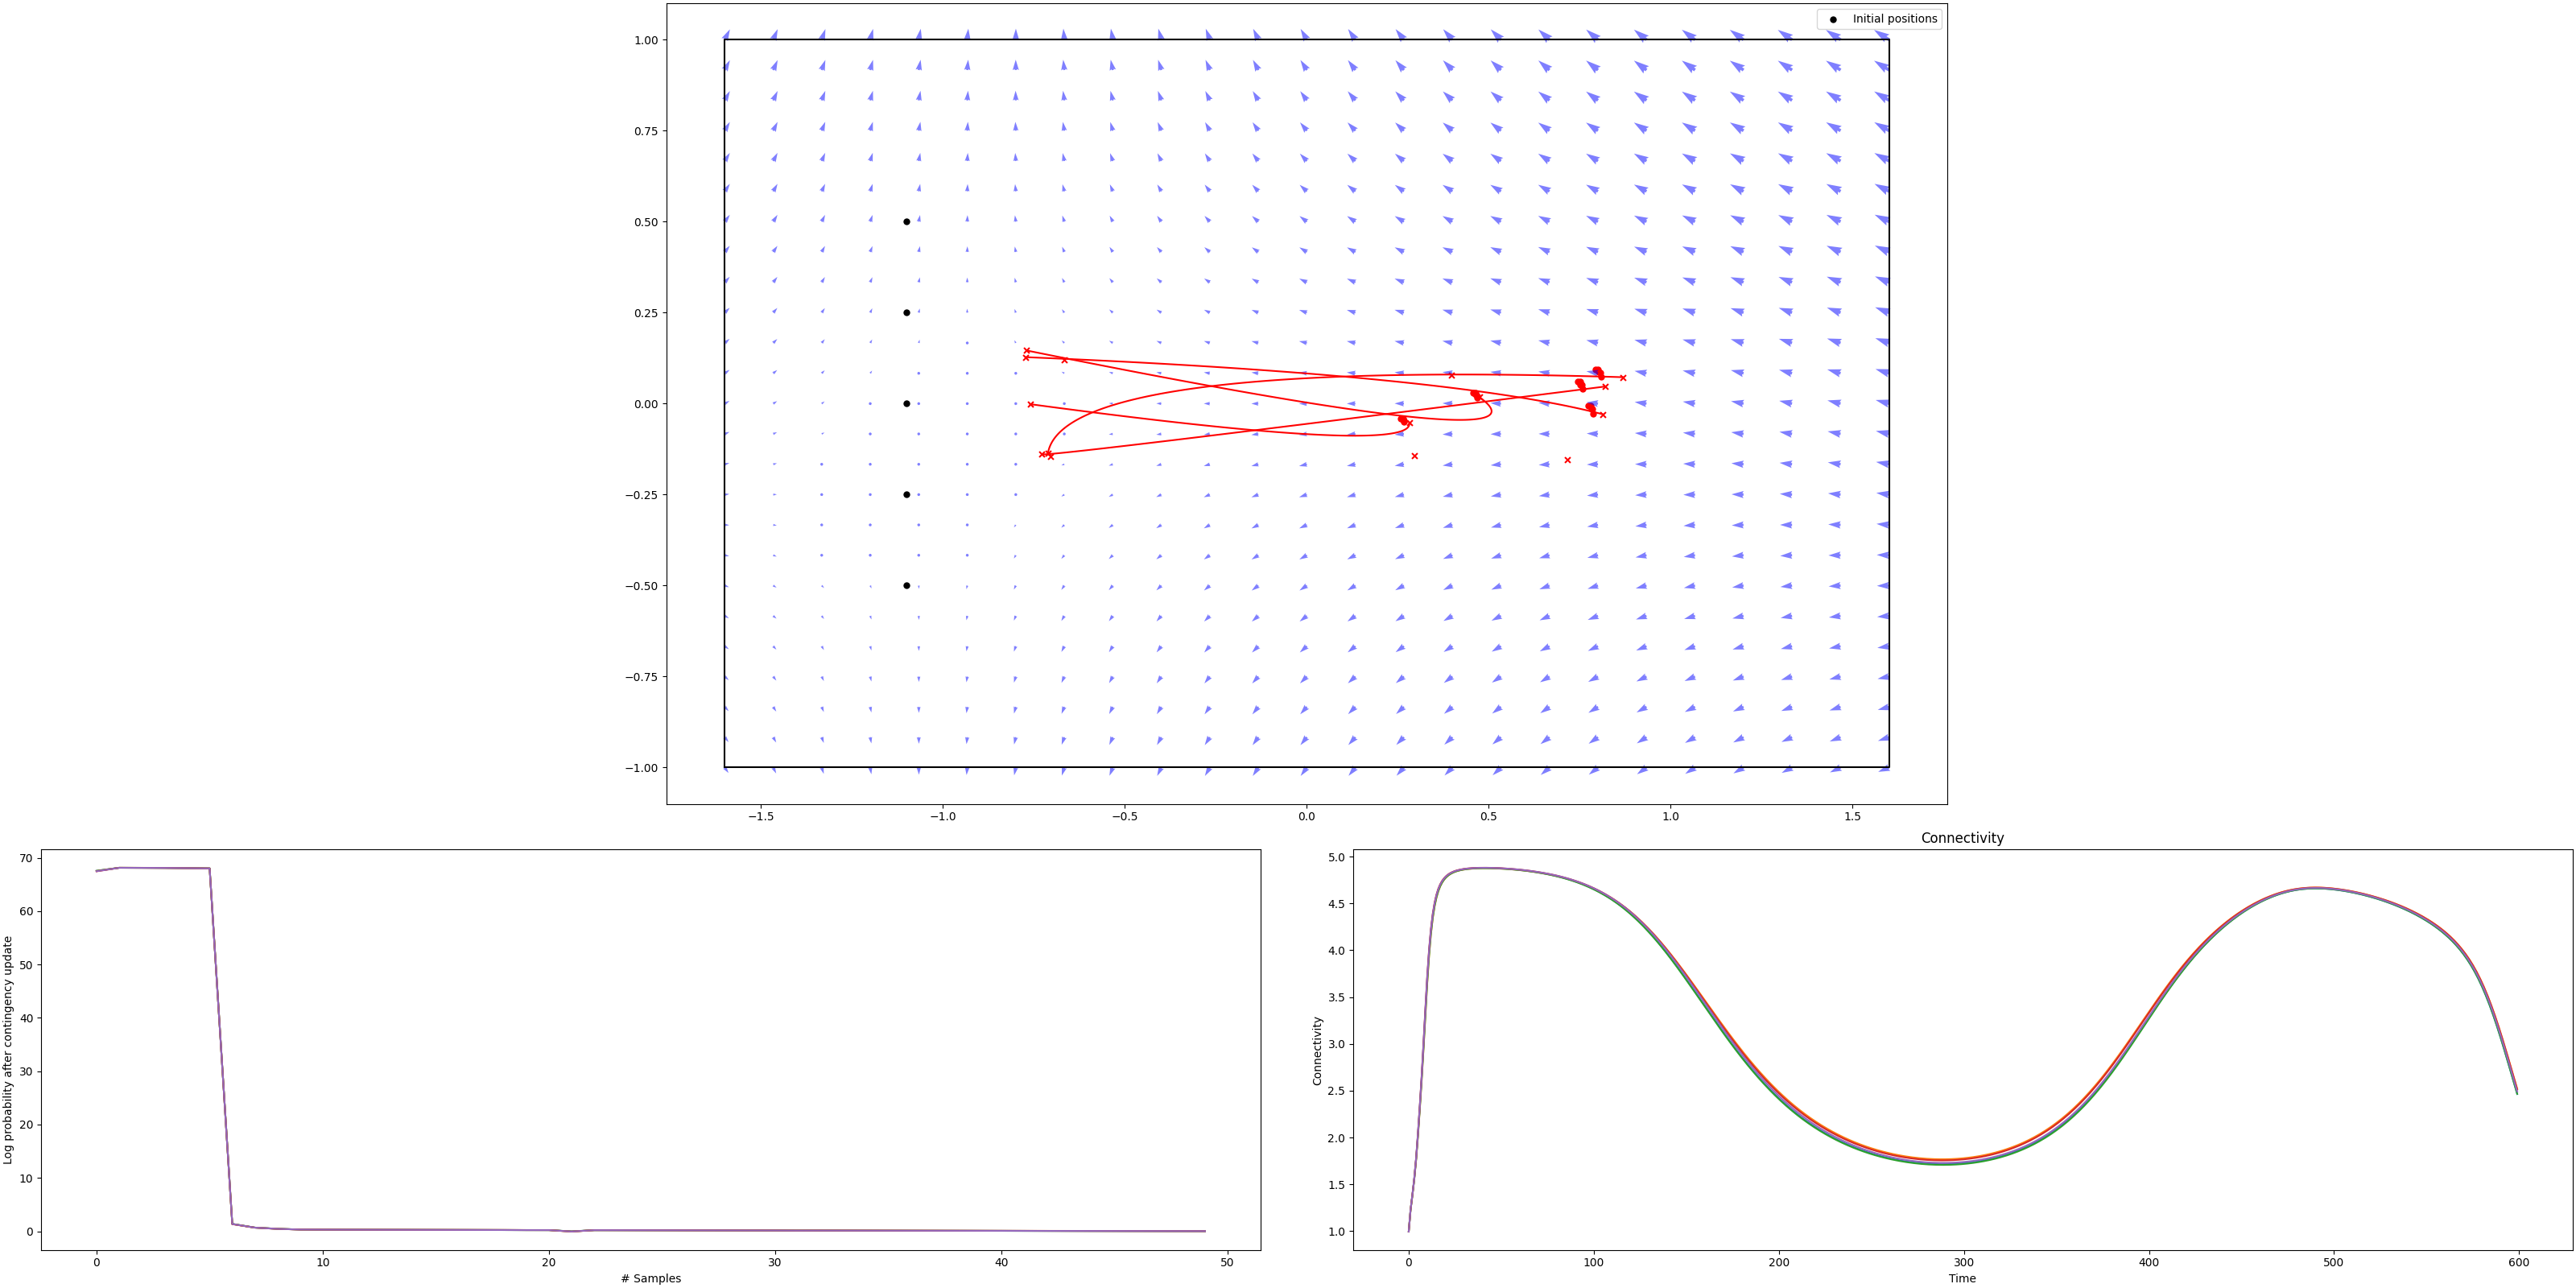 Initial positions
1.00
0.75
0.50
0.25
0.00
−0.25
−0.50
−0.75
−1.00
−1.5 −1.0 −0.5 0.0 0.5 1.0 1.5
Log probability after contingency update
70
60
50
40
30
20
10
0
0 10 20 30 40 50
# Samples
Connectivity
Connectivity
5.0
4.5
4.0
3.5
3.0
2.5
2.0
1.5
1.0
0 100 200 300 400 500 600
Time